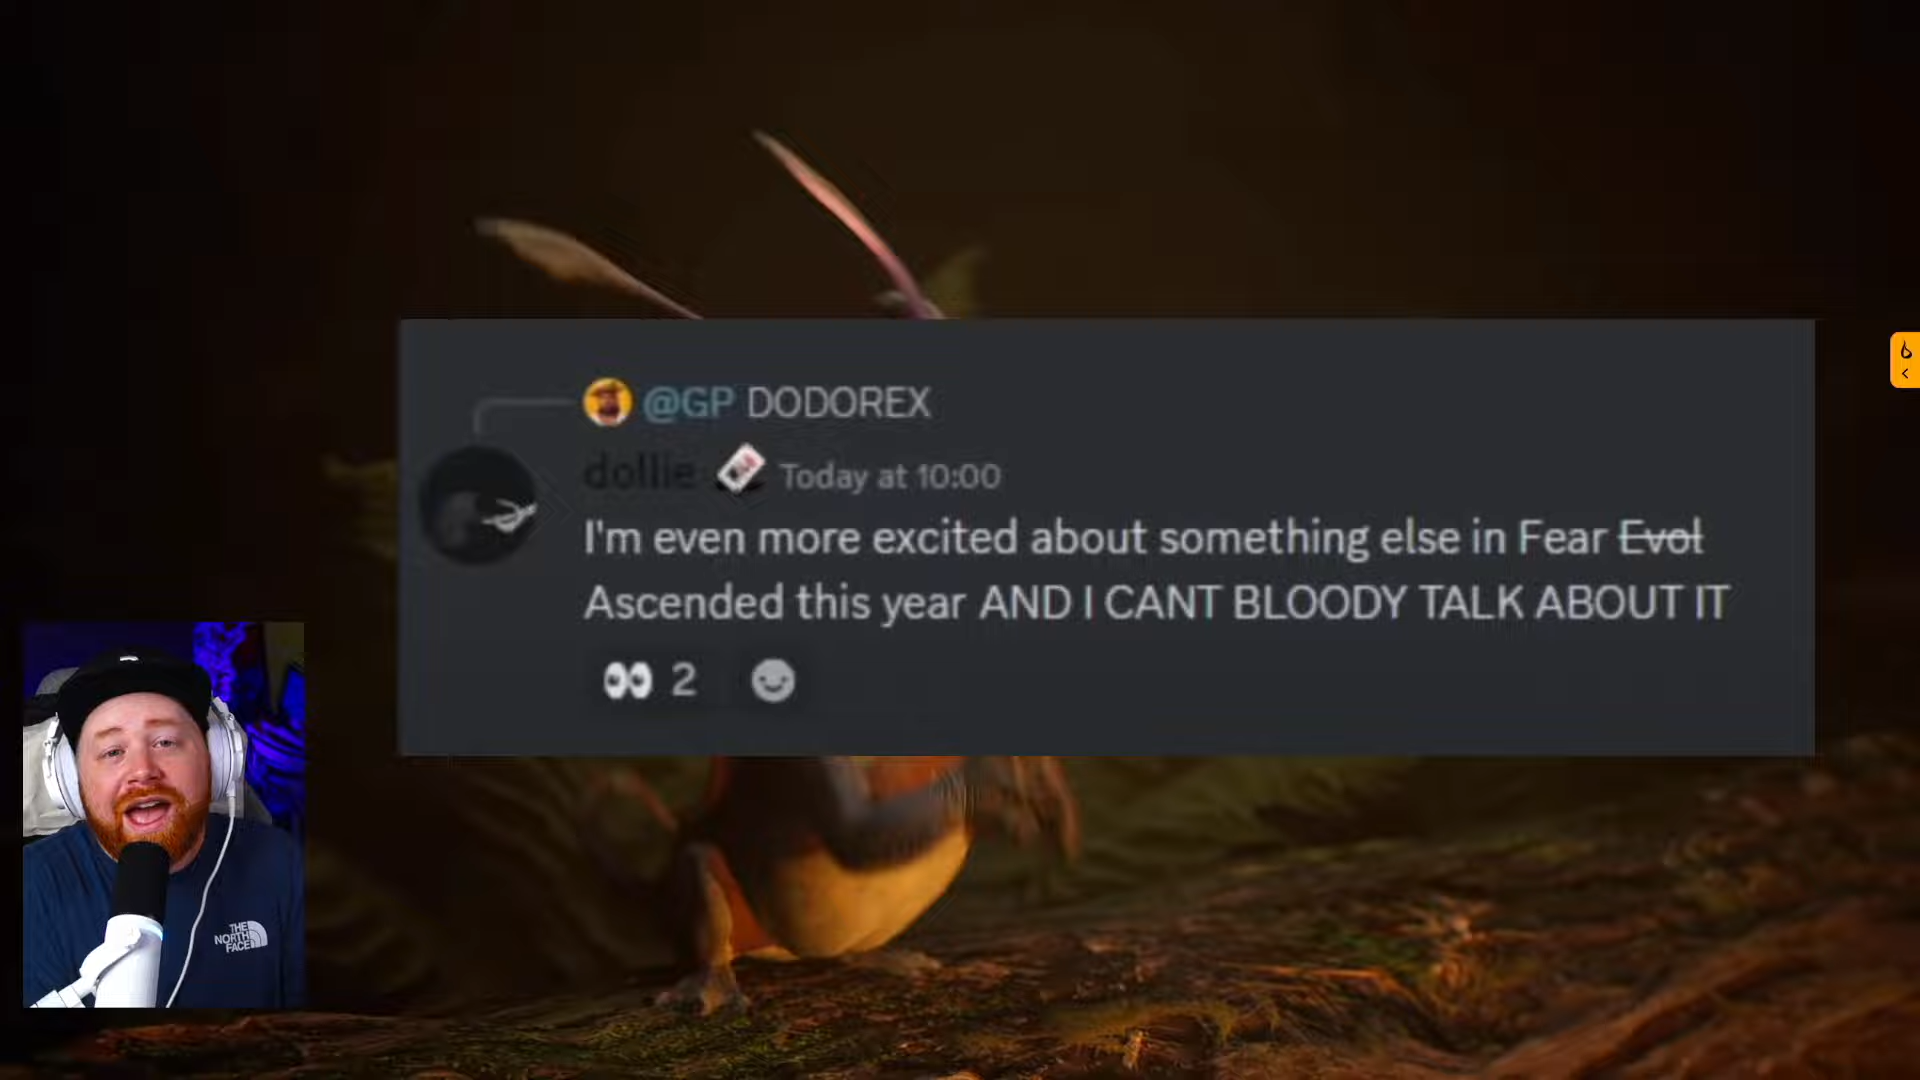 @GP DODOREX
dollie Today at 10:00
I'm even more excited about something else in Fear Evol
Ascended this year AND I CANT BLOODY TALK ABOUT IT
2
THE
NORTH
FACE